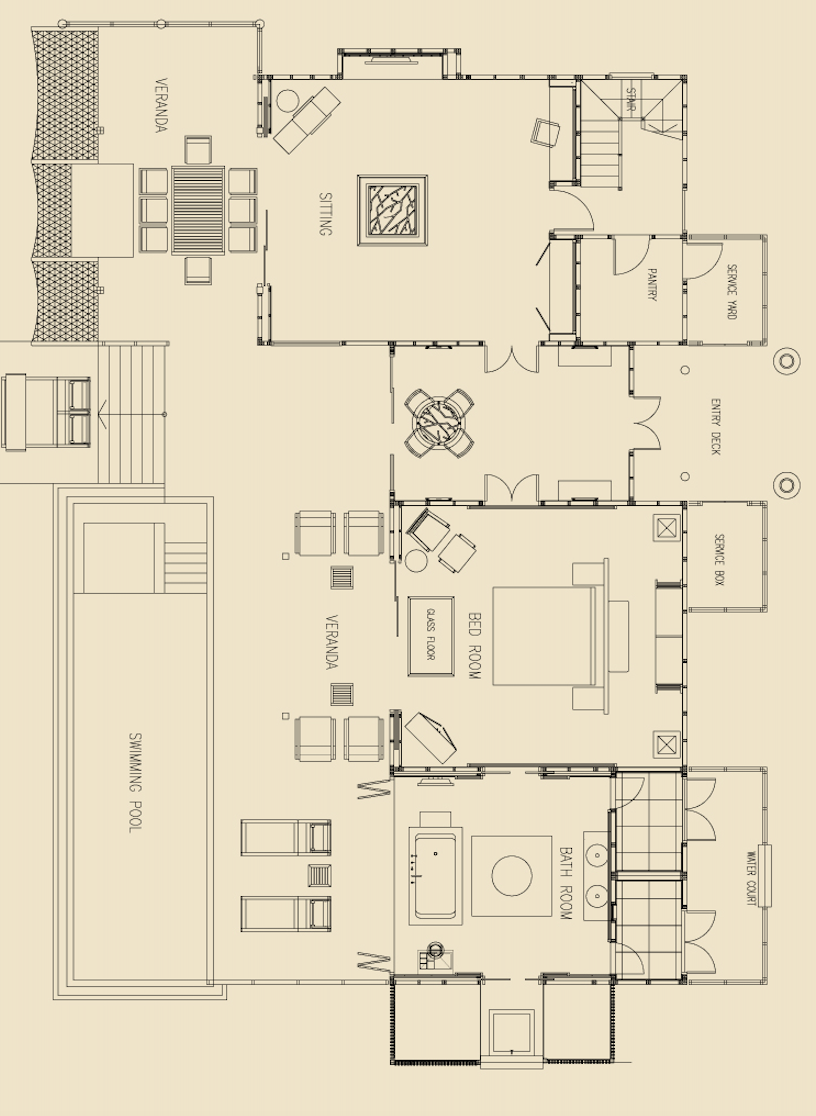 VERANDA
STAIR
SITTING
PANTRY
SERVICE YARD
ENTRY DECK
SERVICE BOX
BED ROOM
GLASS FLOOR
VERANDA
SWIMMING POOL
BATH ROOM
WATER COURT